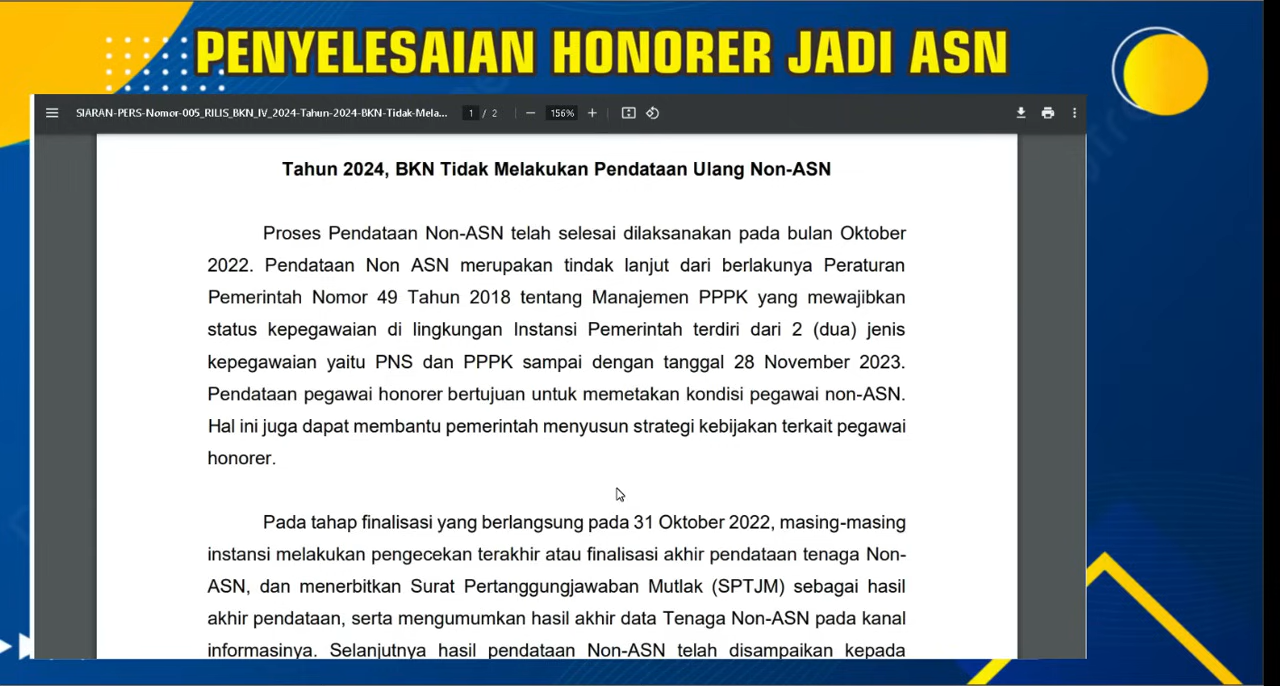 PENYELESAIAN HONORER JADI ASN
SIARAN-PERS-Nomor-005_RILIS_BKN_IV_2024-Tahun-2024-BKN-Tidak-Mela... 1 / 2 156%
Tahun 2024, BKN Tidak Melakukan Pendataan Ulang Non-ASN
Proses Pendataan Non-ASN telah selesai dilaksanakan pada bulan Oktober
2022. Pendataan Non ASN merupakan tindak lanjut dari berlakunya Peraturan
Pemerintah Nomor 49 Tahun 2018 tentang Manajemen PPPK yang mewajibkan
status kepegawaian di lingkungan Instansi Pemerintah terdiri dari 2 (dua) jenis
kepegawaian yaitu PNS dan PPPK sampai dengan tanggal 28 November 2023.
Pendataan pegawai honorer bertujuan untuk memetakan kondisi pegawai non-ASN.
Hal ini juga dapat membantu pemerintah menyusun strategi kebijakan terkait pegawai
honorer.
Pada tahap finalisasi yang berlangsung pada 31 Oktober 2022, masing-masing
instansi melakukan pengecekan terakhir atau finalisasi akhir pendataan tenaga Non-
ASN, dan menerbitkan Surat Pertanggungjawaban Mutlak (SPTJM) sebagai hasil
akhir pendataan, serta mengumumkan hasil akhir data Tenaga Non-ASN pada kanal
informasinya. Selanjutnya hasil pendataan Non-ASN telah disampaikan kepada